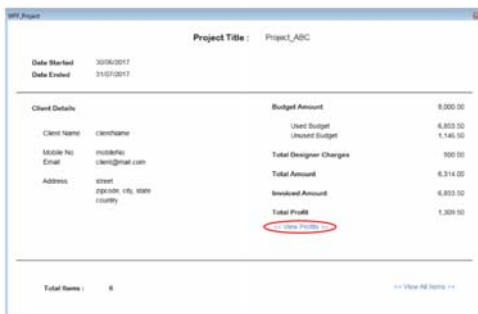 WPF_Project
Project Title : Project_ABC
Date Started 30/06/2017
Date Ended 31/07/2017
Client Details
Client Name clientName
Mobile No mobileNo
Email client@mail.com
Address street
zipcode, city, state
country
Budget Amount 8,000.00
Used Budget 6,853.50
Unused Budget 1,146.50
Total Designer Charges 500.00
Total Amount 6,314.00
Invoiced Amount 6,853.50
Total Profit 1,309.50
<< View Profits >>
Total Items : 6
<< View All Items >>